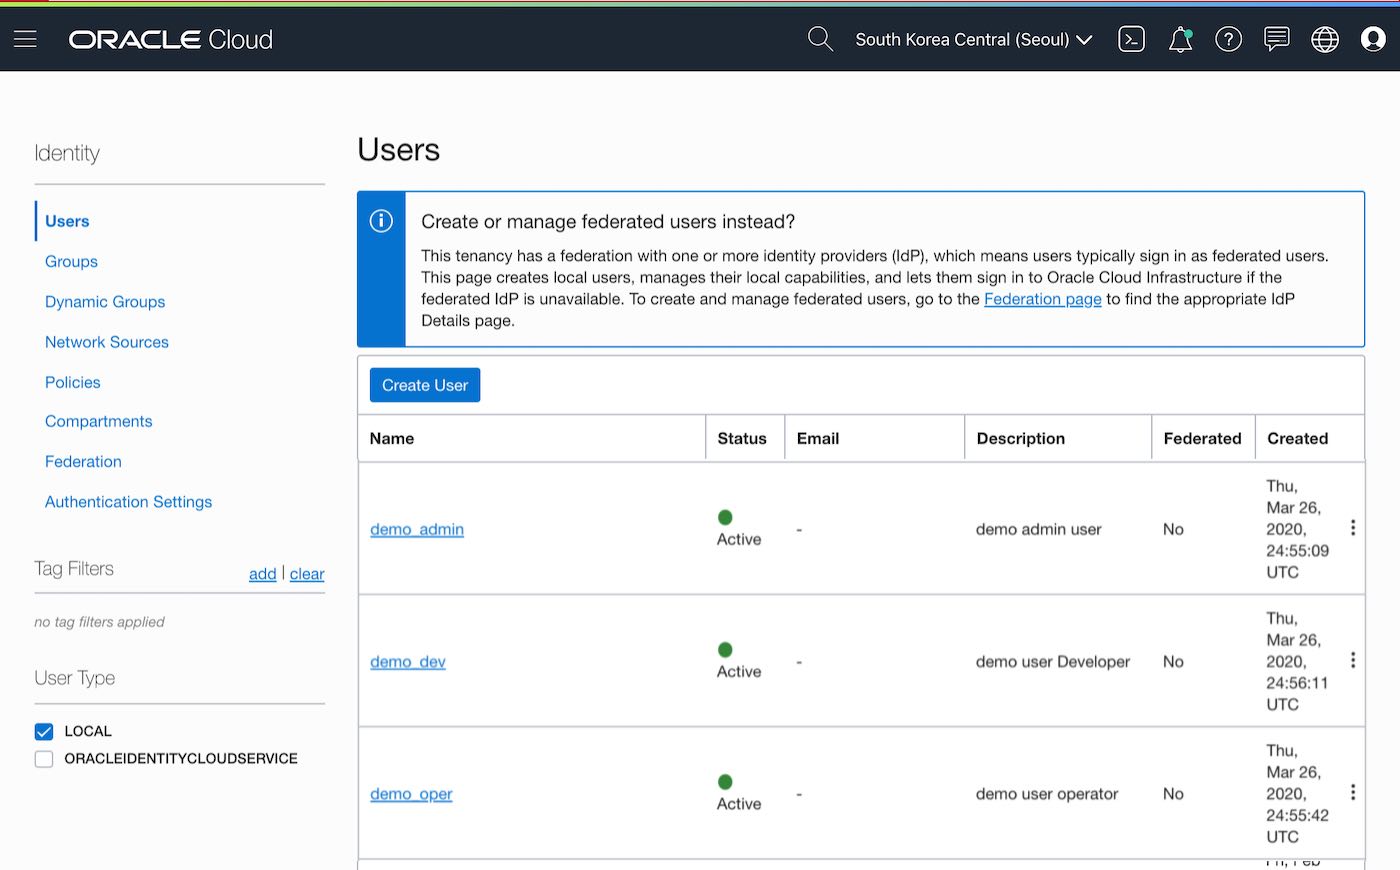 ORACLE Cloud
South Korea Central (Seoul)
Identity
Users
Groups
Dynamic Groups
Network Sources
Policies
Compartments
Federation
Authentication Settings
Tag Filters
add | clear
no tag filters applied
User Type
LOCAL
ORACLEIDENTITYCLOUDSERVICE
Users
Create or manage federated users instead?
This tenancy has a federation with one or more identity providers (IdP), which means users typically sign in as federated users.
This page creates local users, manages their local capabilities, and lets them sign in to Oracle Cloud Infrastructure if the
federated IdP is unavailable. To create and manage federated users, go to the Federation page to find the appropriate IdP
Details page.
Create User
Name Status Email Description Federated Created
demo_admin Active - demo admin user No Thu,
Mar 26,
2020,
24:55:09
UTC
demo_dev Active - demo user Developer No Thu,
Mar 26,
2020,
24:56:11
UTC
demo_oper Active - demo user operator No Thu,
Mar 26,
2020,
24:55:42
UTC